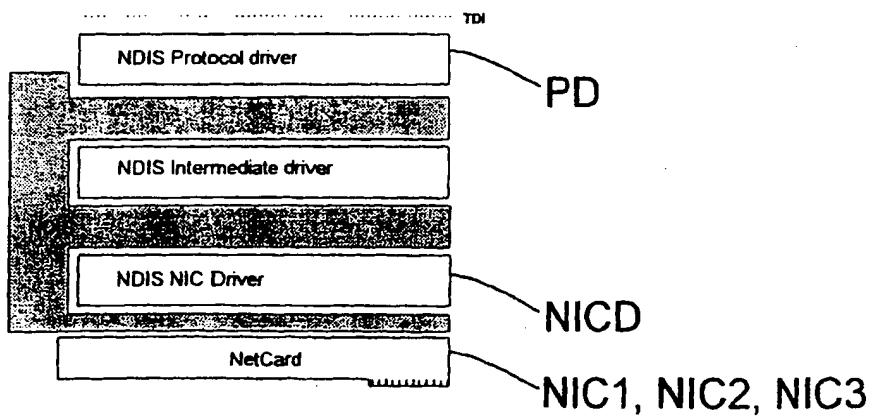 TDI
NDIS Protocol driver
PD
NDIS Intermediate driver
NDIS NIC Driver
NICD
NetCard
NIC1, NIC2, NIC3